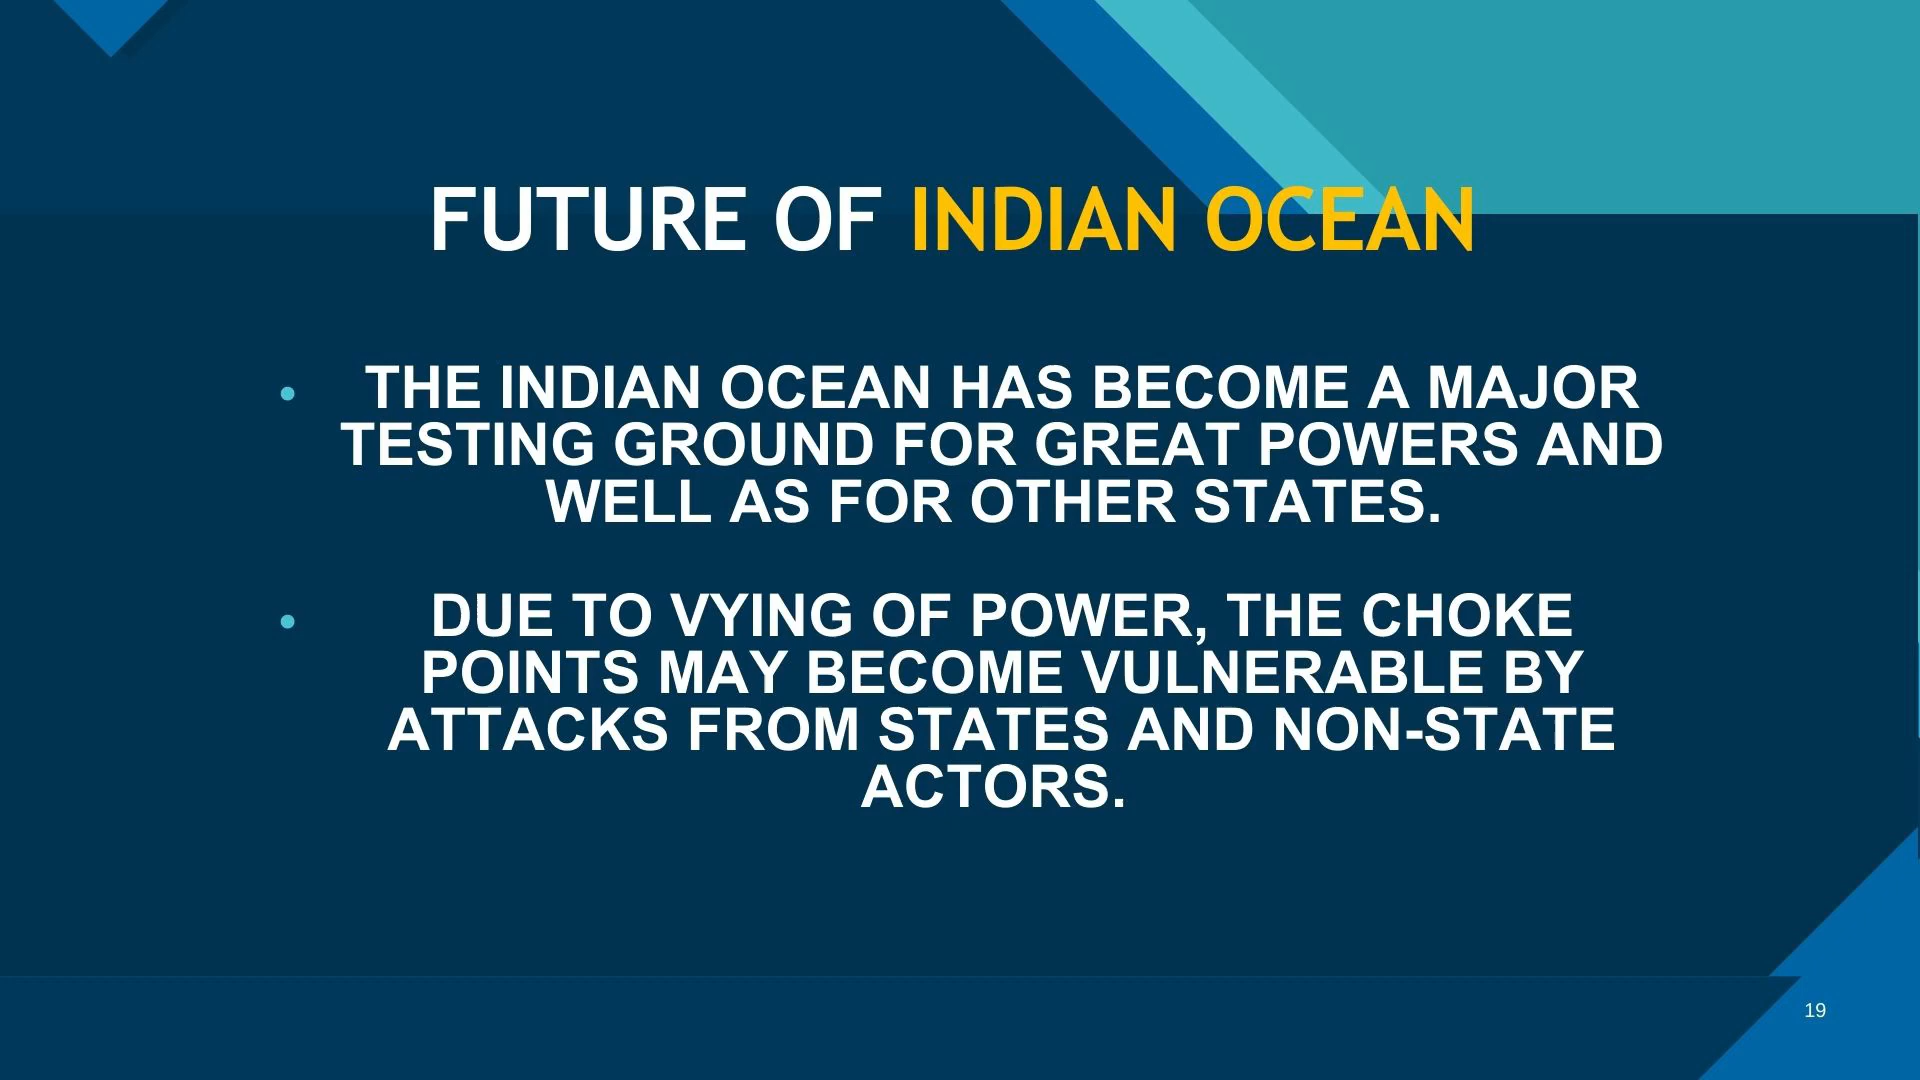 FUTURE OF INDIAN OCEAN
• THE INDIAN OCEAN HAS BECOME A MAJOR
TESTING GROUND FOR GREAT POWERS AND
WELL AS FOR OTHER STATES.
• DUE TO VYING OF POWER, THE CHOKE
POINTS MAY BECOME VULNERABLE BY
ATTACKS FROM STATES AND NON-STATE
ACTORS.
19